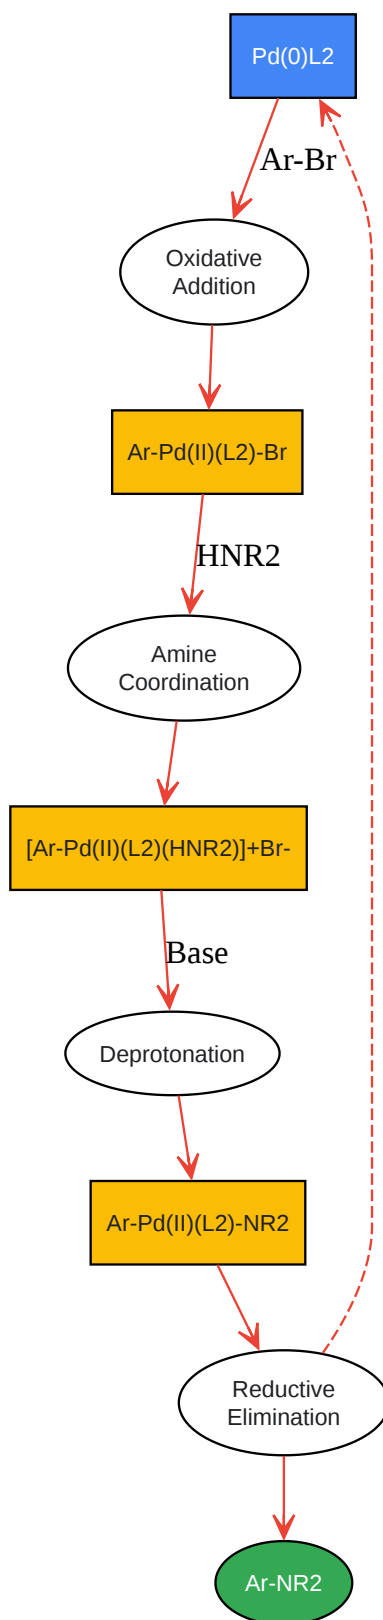 Pd(0)L2
Ar-Br
Oxidative
Addition
Ar-Pd(II)(L2)-Br
HNR2
Amine
Coordination
[Ar-Pd(II)(L2)(HNR2)]+Br-
Base
Deprotonation
Ar-Pd(II)(L2)-NR2
Reductive
Elimination
Ar-NR2